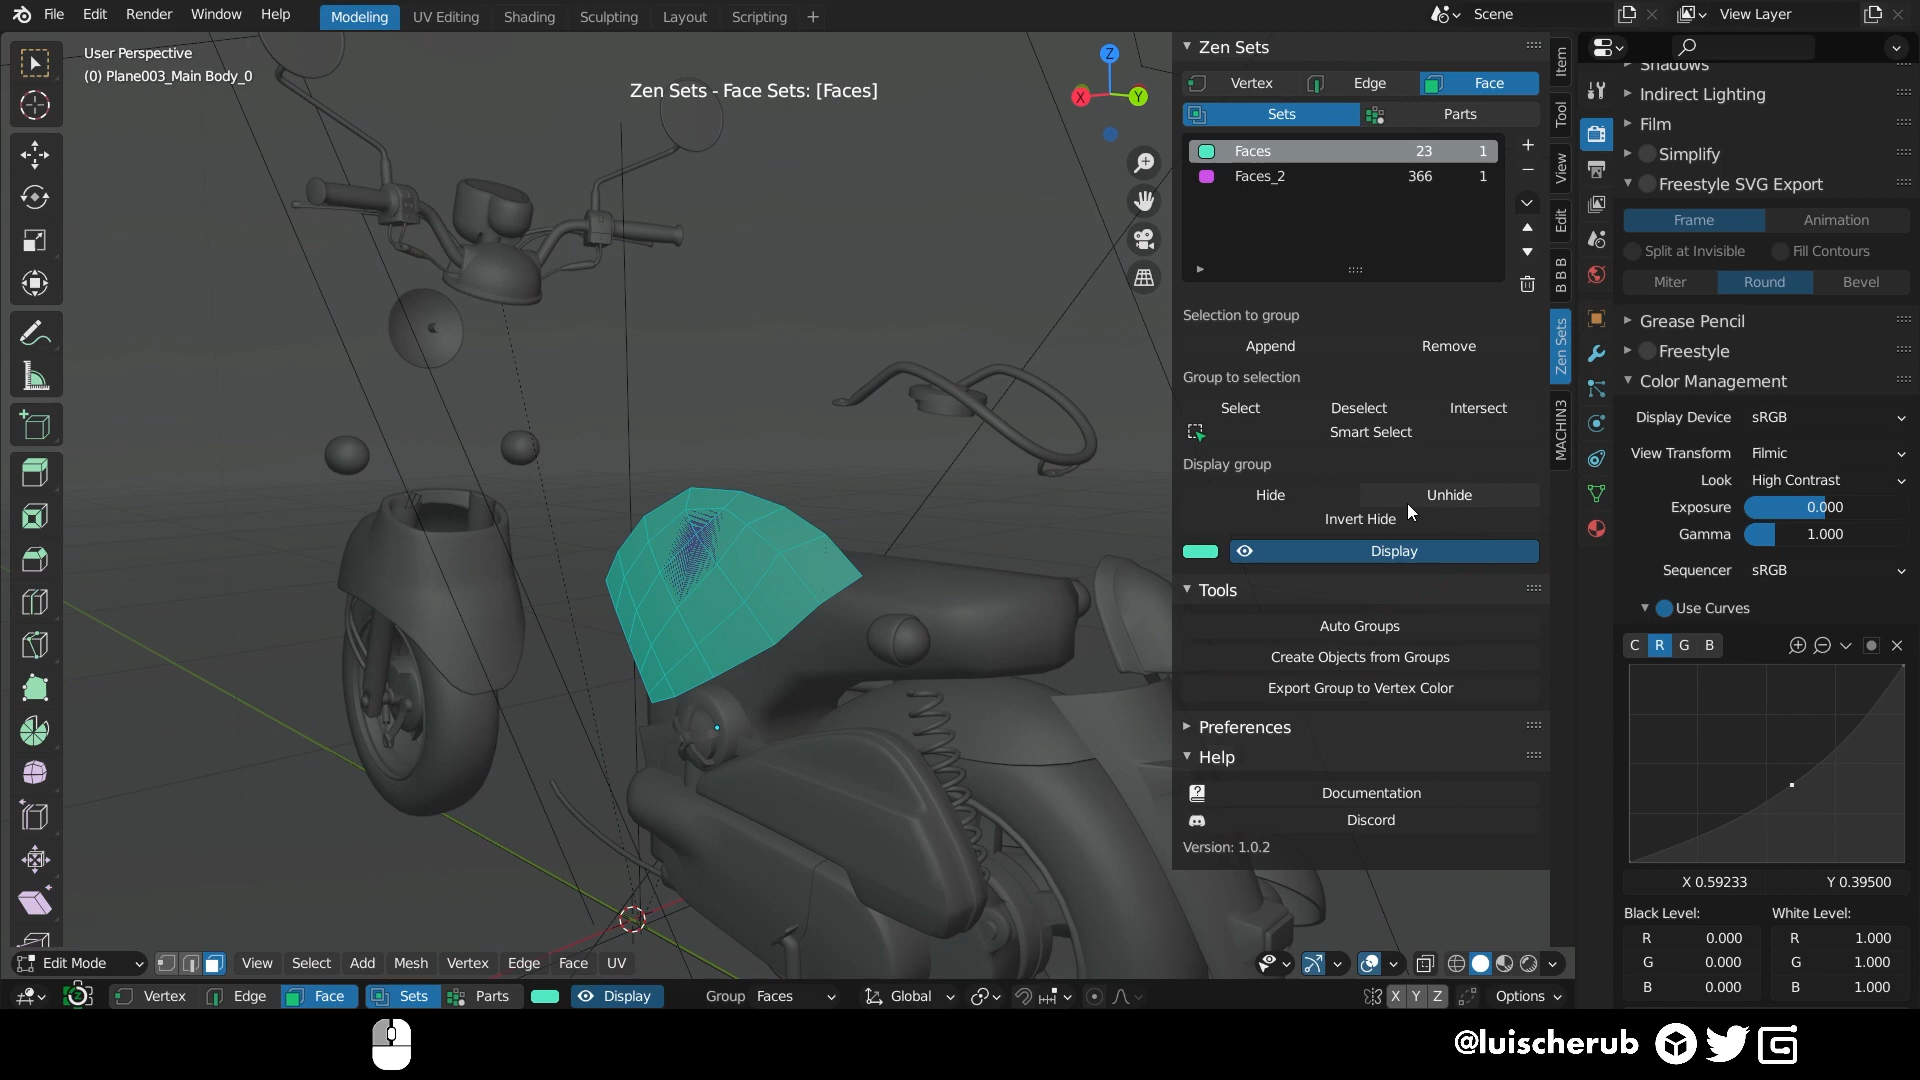 File Edit Render Window Help Modeling UV Editing Shading Sculpting Layout Scripting + Scene View Layer
User Perspective
(0) Plane003_Main Body_0
Zen Sets - Face Sets: [Faces]
Z
X
Y
Zen Sets
Vertex Edge Face
Sets Parts
Faces 23 1
Faces_2 366 1
Selection to group
Append Remove
Group to selection
Select Deselect Intersect
Smart Select
Display group
Hide Unhide
Invert Hide
Display
Tools
Auto Groups
Create Objects from Groups
Export Group to Vertex Color
Preferences
Help
Documentation
Discord
Version: 1.0.2
Item
Tool
View
Edit
B B B
Zen Sets
MACHIN3
Shadows
Indirect Lighting
Film
Simplify
Freestyle SVG Export
Frame Animation
Split at Invisible Fill Contours
Miter Round Bevel
Grease Pencil
Freestyle
Color Management
Display Device sRGB
View Transform Filmic
Look High Contrast
Exposure 0.000
Gamma 1.000
Sequencer sRGB
Use Curves
C R G B
X 0.59233 Y 0.39500
Black Level: White Level:
R 0.000 R 1.000
G 0.000 G 1.000
B 0.000 B 1.000
Edit Mode View Select Add Mesh Vertex Edge Face UV
Vertex Edge Face Sets Parts Display Group Faces Global X Y Z Options
@luischerub